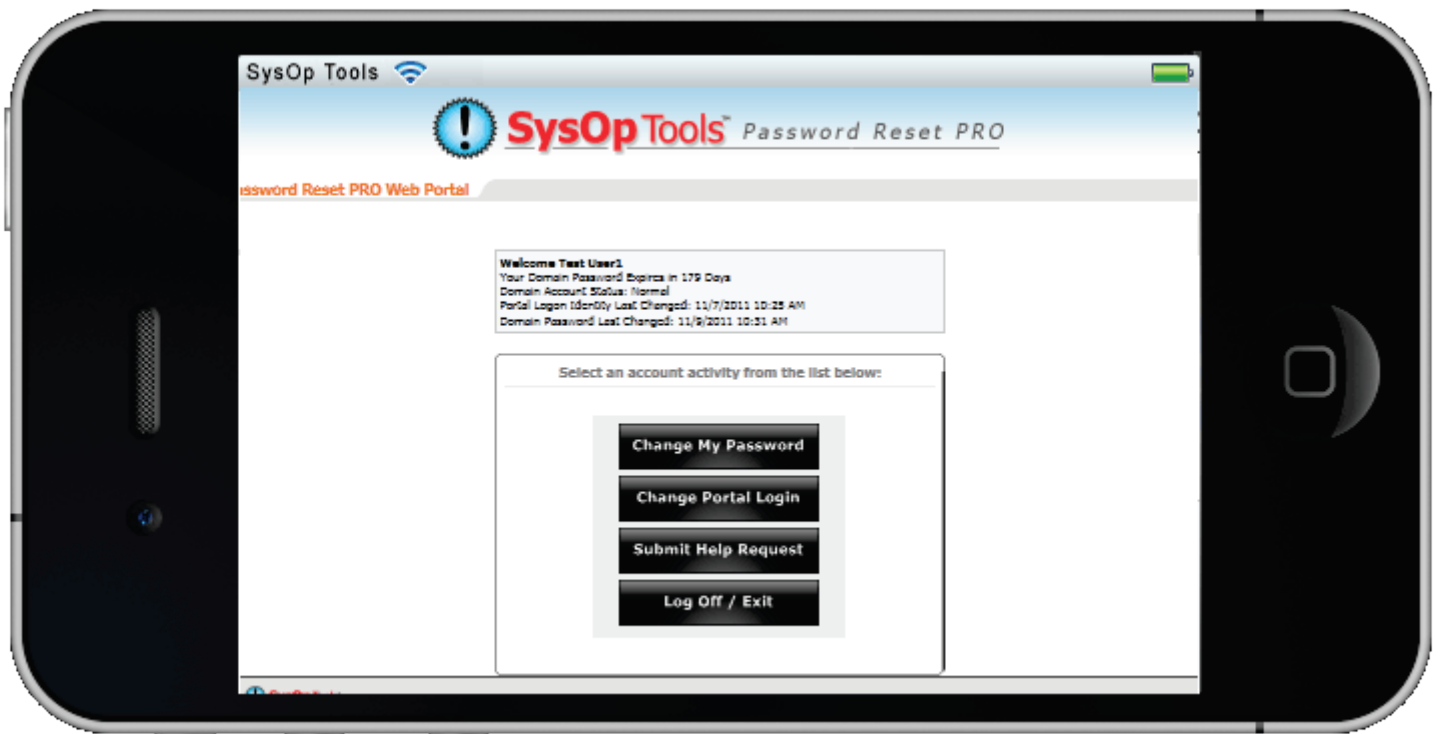 SysOp Tools
SysOp Tools™ Password Reset PRO
assword Reset PRO Web Portal
Welcome Test User1
Your Domain Password Expires in 179 Days
Domain Account Status: Normal
Portal Logon Identity Last Changed: 11/7/2011 10:25 AM
Domain Password Last Changed: 11/9/2011 10:31 AM
Select an account activity from the list below:
Change My Password
Change Portal Login
Submit Help Request
Log Off / Exit